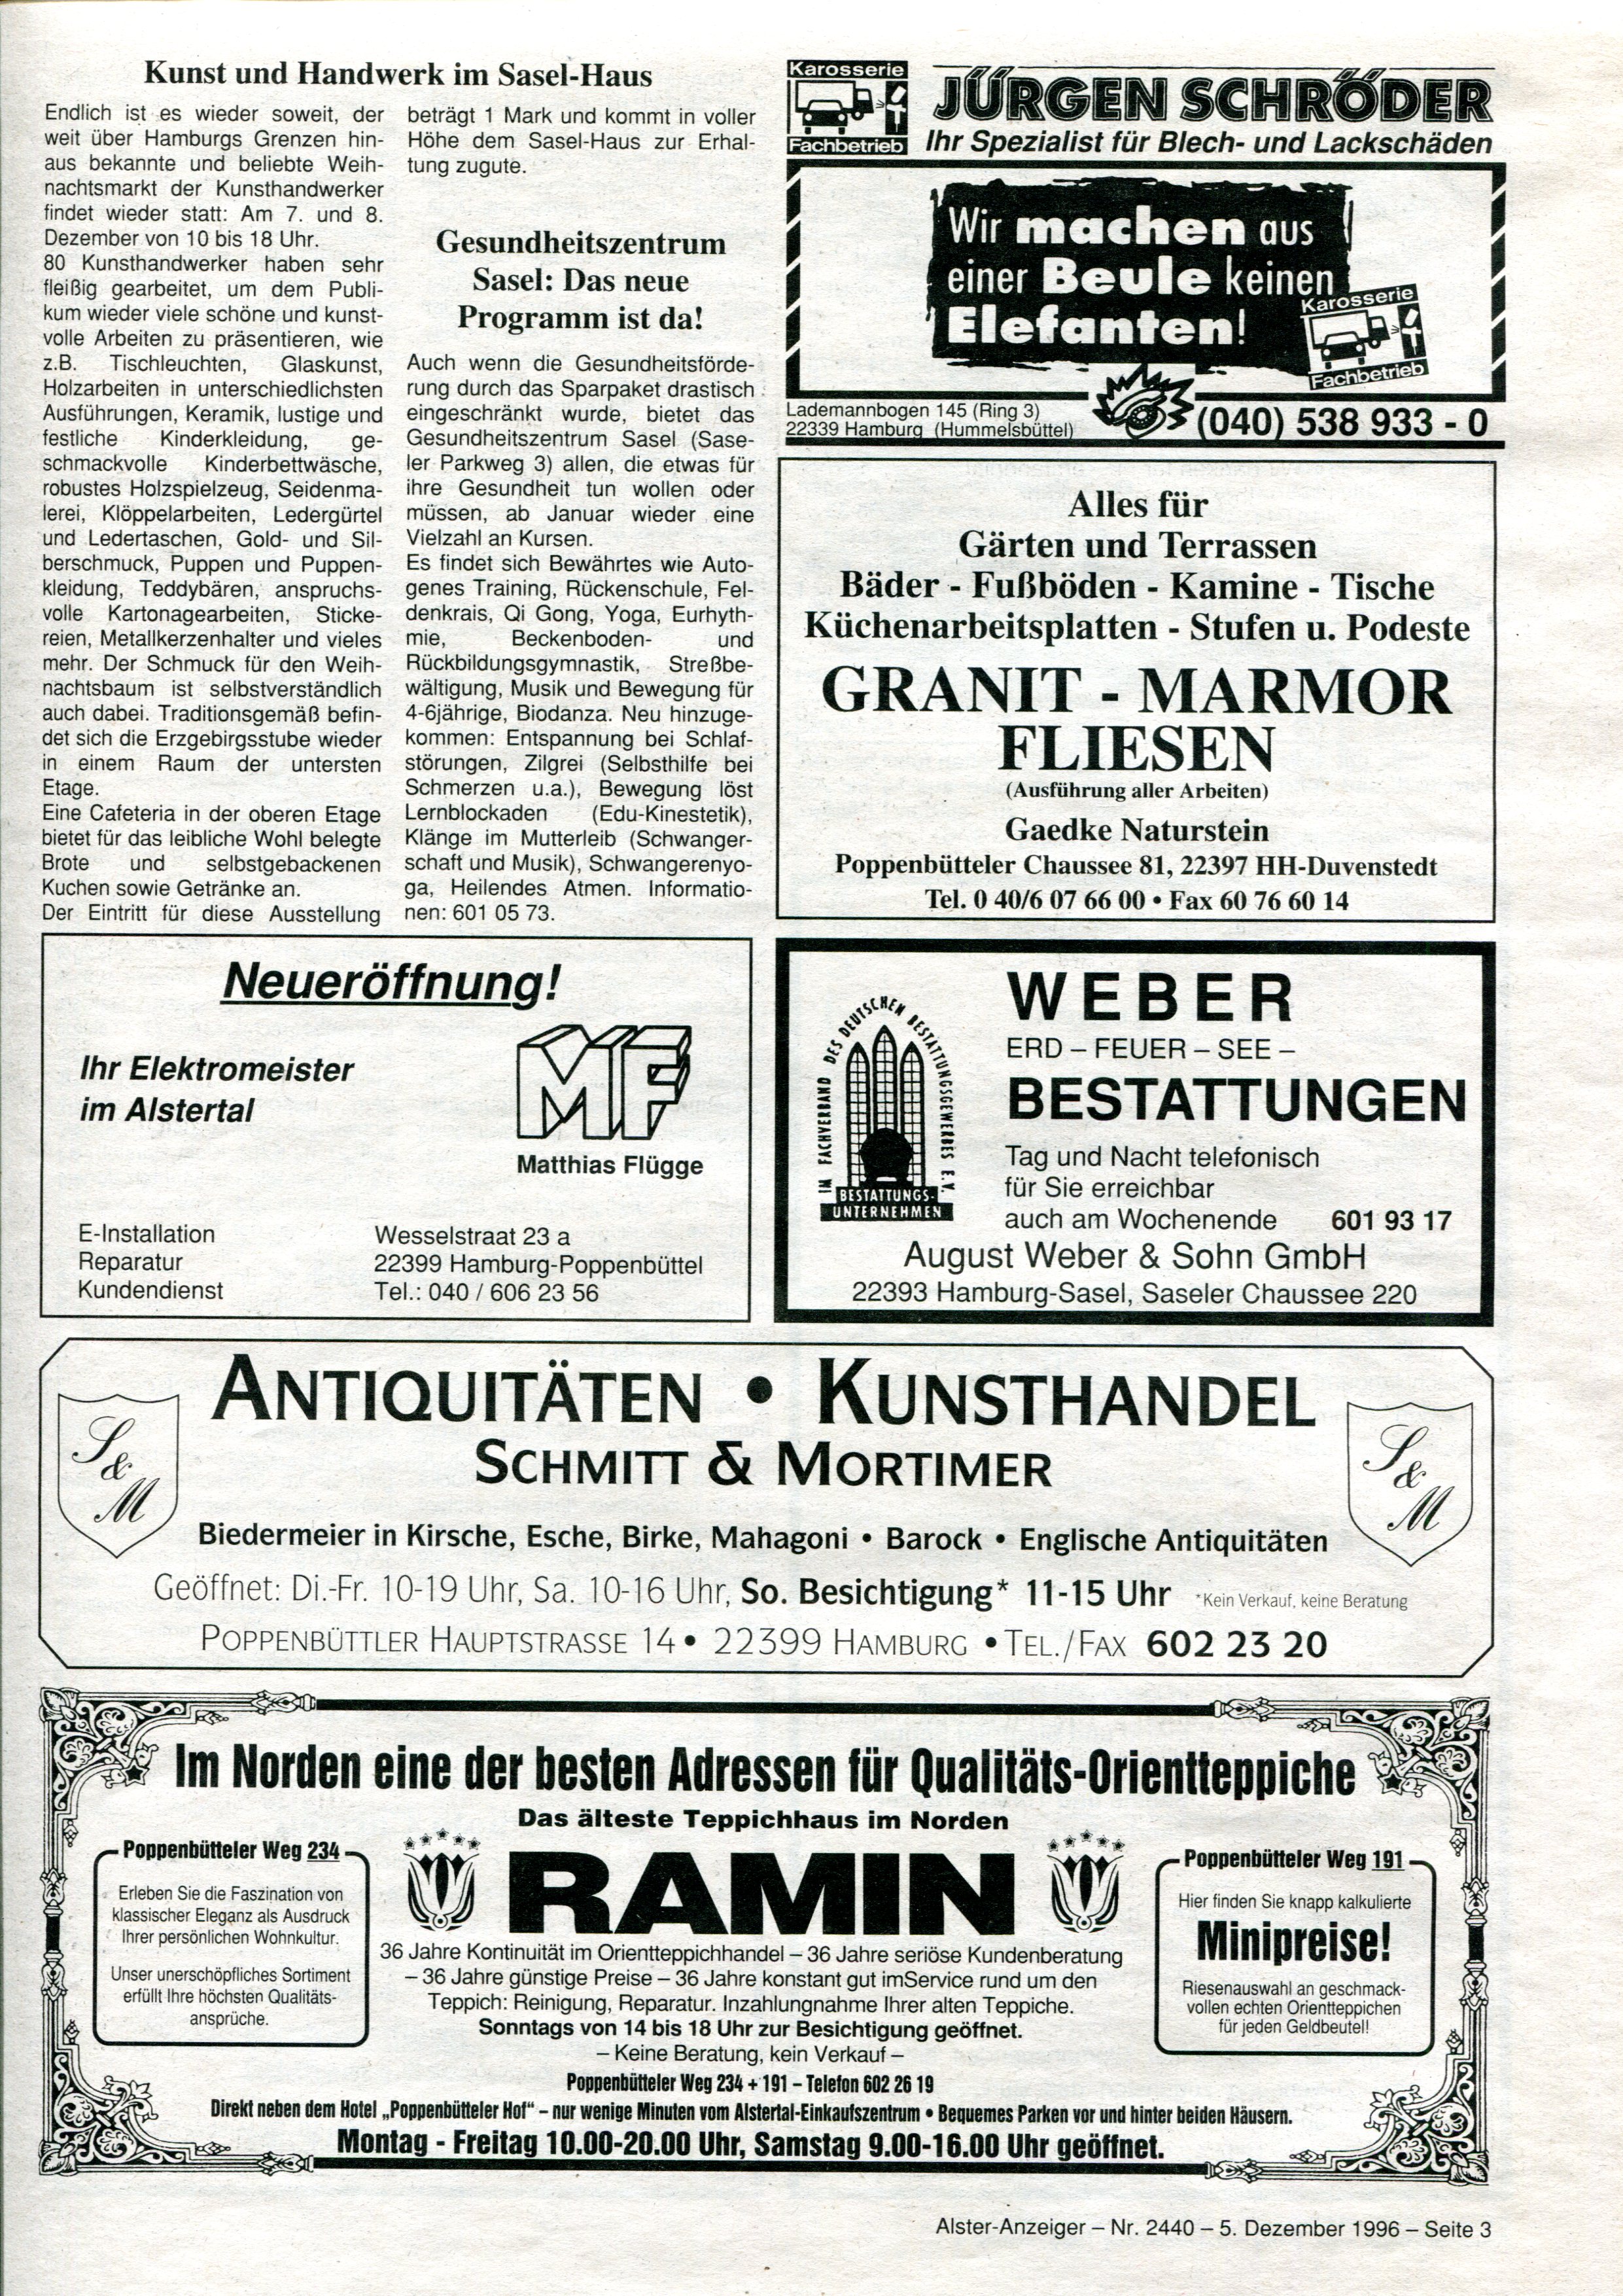 Kunst und Handwerk im Sasel-Haus
Endlich ist es wieder soweit, der
weit über Hamburgs Grenzen hin-
aus bekannte und beliebte Weih-
nachtsmarkt der Kunsthandwerker
findet wieder statt: Am 7. und 8.
Dezember von 10 bis 18 Uhr.
80 Kunsthandwerker haben sehr
fleißig gearbeitet, um dem Publi-
kum wieder viele schöne und kunst-
volle Arbeiten zu präsentieren, wie
z.B. Tischleuchten, Glaskunst,
Holzarbeiten in unterschiedlichsten
Ausführungen, Keramik, lustige und
festliche Kinderkleidung, ge-
schmackvolle Kinderbettwäsche,
robustes Holzspielzeug, Seidenma-
lerei, Klöppelarbeiten, Ledergürtel
und Ledertaschen, Gold- und Sil-
berschmuck, Puppen und Puppen-
kleidung, Teddybären, anspruchs-
volle Kartonagearbeiten, Sticke-
reien, Metallkerzenhalter und vieles
mehr. Der Schmuck für den Weih-
nachtsbaum ist selbstverständlich
auch dabei. Traditionsgemäß befin-
det sich die Erzgebirgsstube wieder
in einem Raum der untersten
Etage.
Eine Cafeteria in der oberen Etage
bietet für das leibliche Wohl belegte
Brote und selbstgebackenen
Kuchen sowie Getränke an.
Der Eintritt für diese Ausstellung
beträgt 1 Mark und kommt in voller
Höhe dem Sasel-Haus zur Erhal-
tung zugute.
Gesundheitszentrum
Sasel: Das neue
Programm ist da!
Auch wenn die Gesundheitsförde-
rung durch das Sparpaket drastisch
eingeschränkt wurde, bietet das
Gesundheitszentrum Sasel (Sase-
ler Parkweg 3) allen, die etwas für
ihre Gesundheit tun wollen oder
müssen, ab Januar wieder eine
Vielzahl an Kursen.
Es findet sich Bewährtes wie Auto-
genes Training, Rückenschule, Fel-
denkrais, Qi Gong, Yoga, Eurhyth-
mie, Beckenboden- und
Rückbildungsgymnastik, Streßbe-
wältigung, Musik und Bewegung für
4-6jährige, Biodanza. Neu hinzuge-
kommen: Entspannung bei Schlaf-
störungen, Zilgrei (Selbsthilfe bei
Schmerzen u.a.), Bewegung löst
Lernblockaden (Edu-Kinestetik),
Klänge im Mutterleib (Schwanger-
schaft und Musik), Schwangerenyo-
ga, Heilendes Atmen. Informatio-
nen: 601 05 73.
Karosserie
Fachbetrieb
JÜRGEN SCHRÖDER
Ihr Spezialist für Blech- und Lackschäden
Wir machen aus
einer Beule keinen
Elefanten!
Karosserie
Fachbetrieb
Lademannbogen 145 (Ring 3)
22339 Hamburg (Hummelsbüttel)
(040) 538 933 - 0
Alles für
Gärten und Terrassen
Bäder - Fußböden - Kamine - Tische
Küchenarbeitsplatten - Stufen u. Podeste
GRANIT - MARMOR
FLIESEN
(Ausführung aller Arbeiten)
Gaedke Naturstein
Poppenbütteler Chaussee 81, 22397 HH-Duvenstedt
Tel. 0 40/6 07 66 00 • Fax 60 76 60 14
Neueröffnung!
Ihr Elektromeister
im Alstertal
MF
Matthias Flügge
E-Installation
Reparatur
Kundendienst
Wesselstraat 23 a
22399 Hamburg-Poppenbüttel
Tel.: 040 / 606 23 56
IM FACHVERBAND DES DEUTSCHEN BESTATTUNGSGEWERBES E.V.
BESTATTUNGS-
UNTERNEHMEN
WEBER
ERD – FEUER – SEE –
BESTATTUNGEN
Tag und Nacht telefonisch
für Sie erreichbar
auch am Wochenende 601 93 17
August Weber & Sohn GmbH
22393 Hamburg-Sasel, Saseler Chaussee 220
ANTIQUITÄTEN • KUNSTHANDEL
SCHMITT & MORTIMER
S
&
M
S
&
M
Biedermeier in Kirsche, Esche, Birke, Mahagoni • Barock • Englische Antiquitäten
Geöffnet: Di.-Fr. 10-19 Uhr, Sa. 10-16 Uhr, So. Besichtigung* 11-15 Uhr *Kein Verkauf, keine Beratung
POPPENBÜTTLER HAUPTSTRASSE 14 • 22399 HAMBURG • TEL./FAX 602 23 20
Im Norden eine der besten Adressen für Qualitäts-Orientteppiche
Das älteste Teppichhaus im Norden
RAMIN
Poppenbütteler Weg 234
Erleben Sie die Faszination von
klassischer Eleganz als Ausdruck
Ihrer persönlichen Wohnkultur.
Unser unerschöpfliches Sortiment
erfüllt Ihre höchsten Qualitäts-
ansprüche.
36 Jahre Kontinuität im Orientteppichhandel – 36 Jahre seriöse Kundenberatung
– 36 Jahre günstige Preise – 36 Jahre konstant gut imService rund um den
Teppich: Reinigung, Reparatur. Inzahlungnahme Ihrer alten Teppiche.
Sonntags von 14 bis 18 Uhr zur Besichtigung geöffnet.
– Keine Beratung, kein Verkauf –
Poppenbütteler Weg 191
Hier finden Sie knapp kalkulierte
Minipreise!
Riesenauswahl an geschmack-
vollen echten Orientteppichen
für jeden Geldbeutel!
Poppenbütteler Weg 234 + 191 – Telefon 602 26 19
Direkt neben dem Hotel „Poppenbütteler Hof“ – nur wenige Minuten vom Alstertal-Einkaufszentrum • Bequemes Parken vor und hinter beiden Häusern.
Montag - Freitag 10.00-20.00 Uhr, Samstag 9.00-16.00 Uhr geöffnet.
Alster-Anzeiger – Nr. 2440 – 5. Dezember 1996 – Seite 3